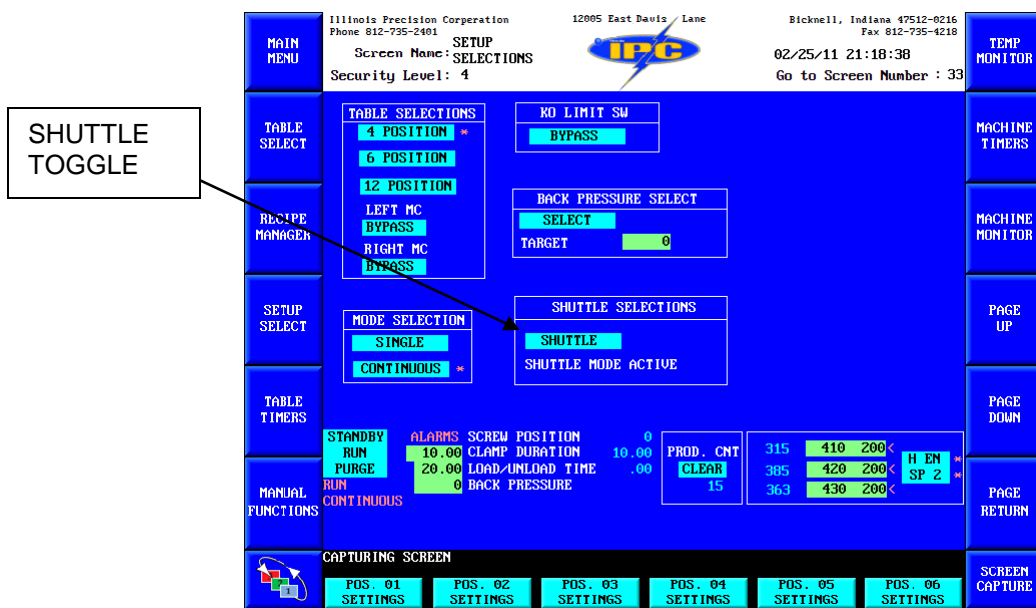 SHUTTLE
TOGGLE
Illinois Precision Corporation
12005 East Davis Lane
Bicknell, Indiana 47512-0216
Phone 812-735-2401
Fax 812-735-4218
Screen Name: SETUP
SELECTIONS
Security Level: 4
IPC
02/25/11 21:18:38
Go to Screen Number : 33
MAIN
MENU
TABLE
SELECT
RECIPE
MANAGER
SETUP
SELECT
TABLE
TIMERS
MANUAL
FUNCTIONS
TABLE SELECTIONS
4 POSITION *
6 POSITION
12 POSITION
LEFT MC
BYPASS
RIGHT MC
BYPASS
MODE SELECTION
SINGLE
CONTINUOUS *
KO LIMIT SW
BYPASS
BACK PRESSURE SELECT
SELECT
TARGET 0
SHUTTLE SELECTIONS
SHUTTLE
SHUTTLE MODE ACTIVE
TEMP
MONITOR
MACHINE
TIMERS
MACHINE
MONITOR
PAGE
UP
PAGE
DOWN
PAGE
RETURN
SCREEN
CAPTURE
STANDBY ALARMS SCREW POSITION 0
RUN 10.00 CLAMP DURATION 10.00
PURGE 20.00 LOAD/UNLOAD TIME .00
RUN 0 BACK PRESSURE
CONTINUOUS
PROD. CNT
CLEAR
15
315 410 200<
385 420 200<
363 430 200<
H EN *
SP 2 *
CAPTURING SCREEN
1
POS. 01
SETTINGS
POS. 02
SETTINGS
POS. 03
SETTINGS
POS. 04
SETTINGS
POS. 05
SETTINGS
POS. 06
SETTINGS